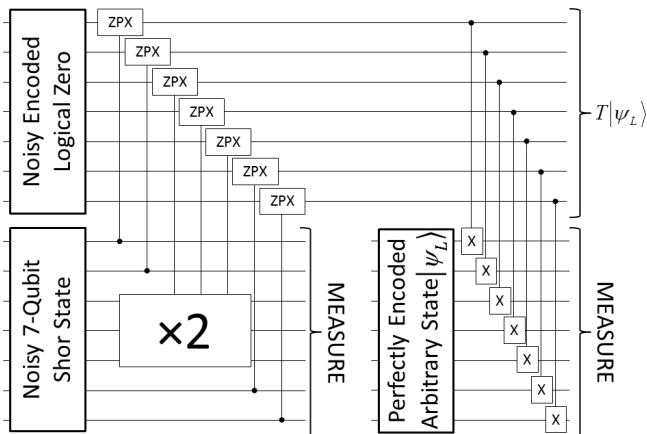 Noisy Encoded
Logical Zero
ZPX
ZPX
ZPX
ZPX
ZPX
ZPX
ZPX
T|ψ_L⟩
Noisy 7-Qubit
Shor State
×2
MEASURE
Perfectly Encoded
Arbitrary State|ψ_L⟩
X
X
X
X
X
X
X
MEASURE